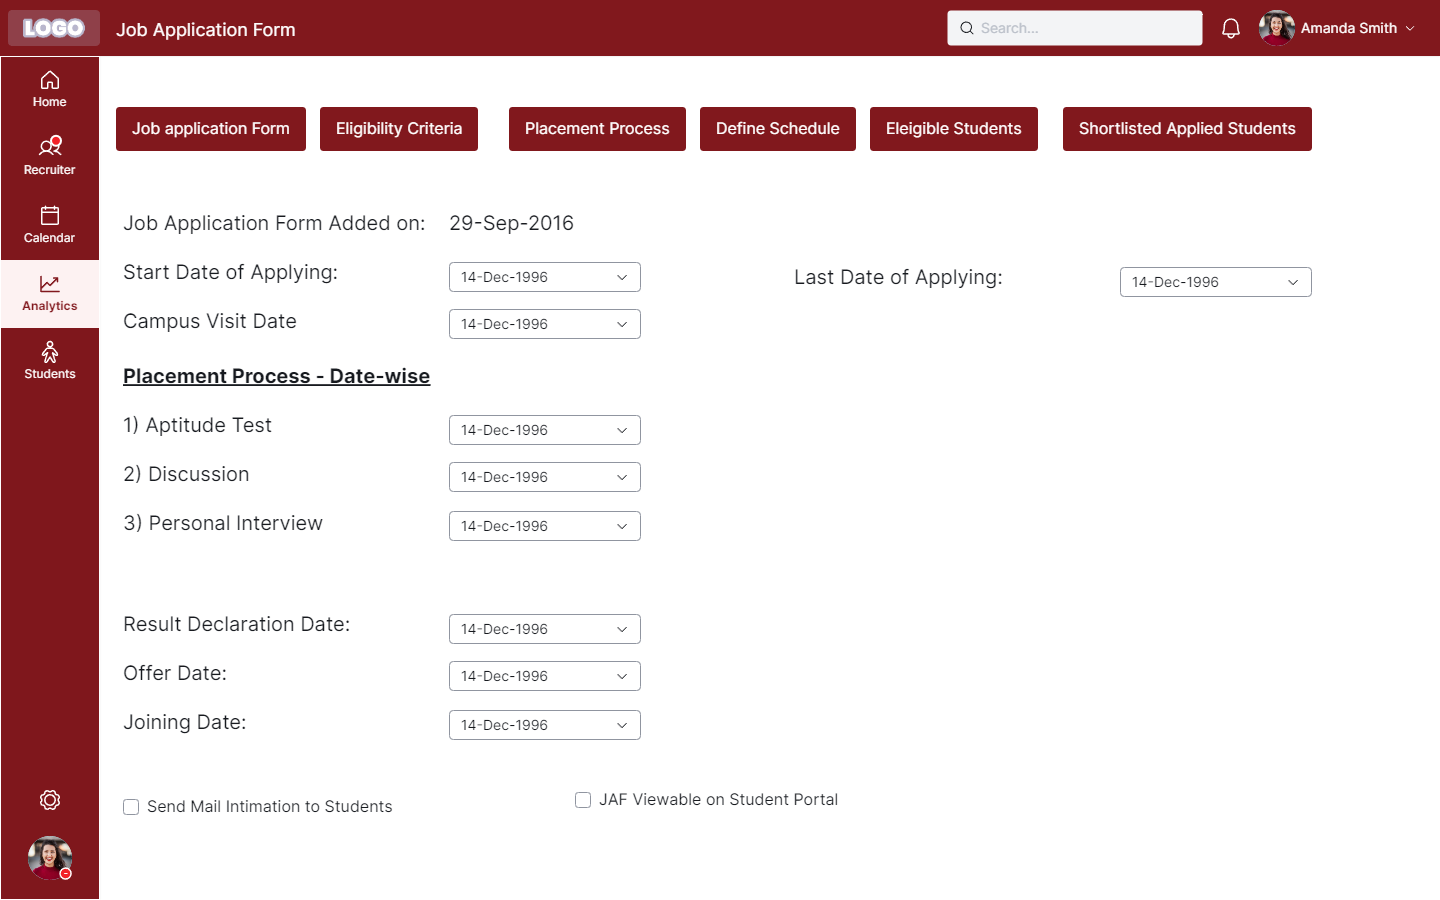 LOGO
Job Application Form
Search...
Amanda Smith
Home
Recruiter
Calendar
Analytics
Students
Job application Form
Eligibility Criteria
Placement Process
Define Schedule
Eleigible Students
Shortlisted Applied Students
Job Application Form Added on: 29-Sep-2016
Start Date of Applying: 14-Dec-1996
Last Date of Applying: 14-Dec-1996
Campus Visit Date 14-Dec-1996
Placement Process - Date-wise
1) Aptitude Test 14-Dec-1996
2) Discussion 14-Dec-1996
3) Personal Interview 14-Dec-1996
Result Declaration Date: 14-Dec-1996
Offer Date: 14-Dec-1996
Joining Date: 14-Dec-1996
Send Mail Intimation to Students
JAF Viewable on Student Portal